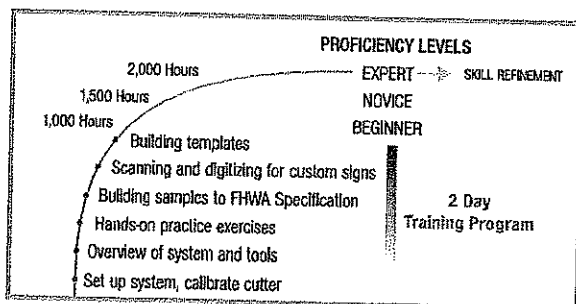 PROFICIENCY LEVELS
2,000 Hours
EXPERT
SKILL REFINEMENT
1,500 Hours
NOVICE
1,000 Hours
BEGINNER
Building templates
Scanning and digitizing for custom signs
Building samples to FHWA Specification
2 Day
Training Program
Hands-on practice exercises
Overview of system and tools
Set up system, calibrate cutter